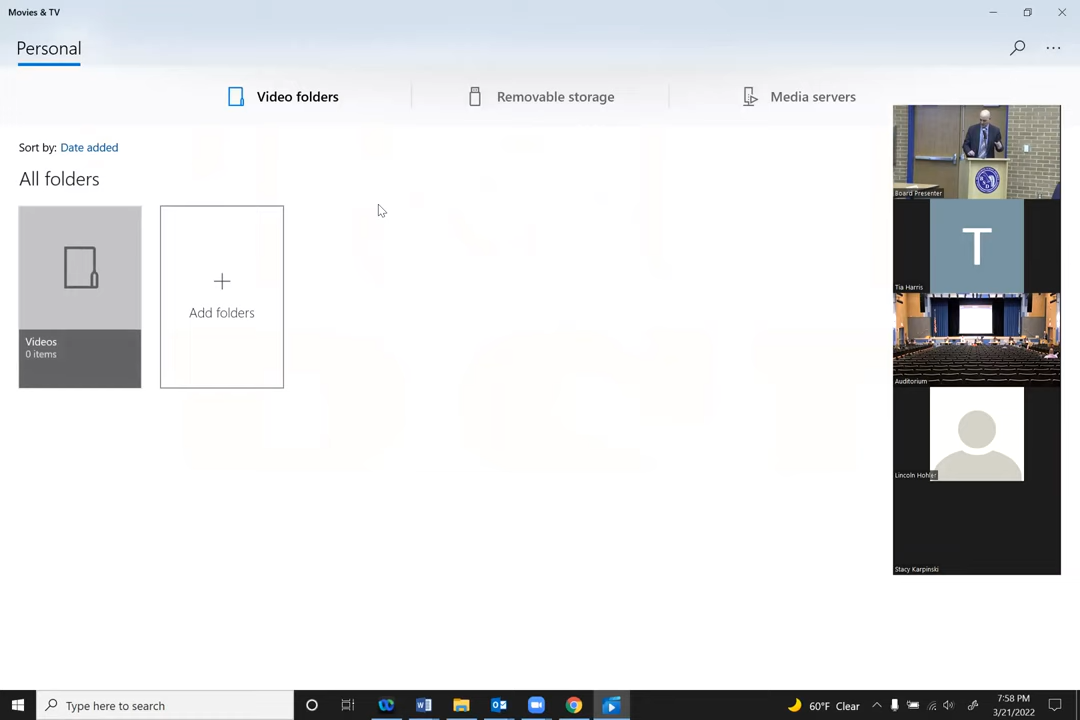 Movies & TV
Personal
Video folders
Removable storage
Media servers
Sort by: Date added
All folders
Videos
0 items
Add folders
Board Presenter
T
Tia Harris
Auditorium
Lincoln Hohler
Stacy Karpinski
Type here to search
60°F Clear
7:58 PM
3/21/2022